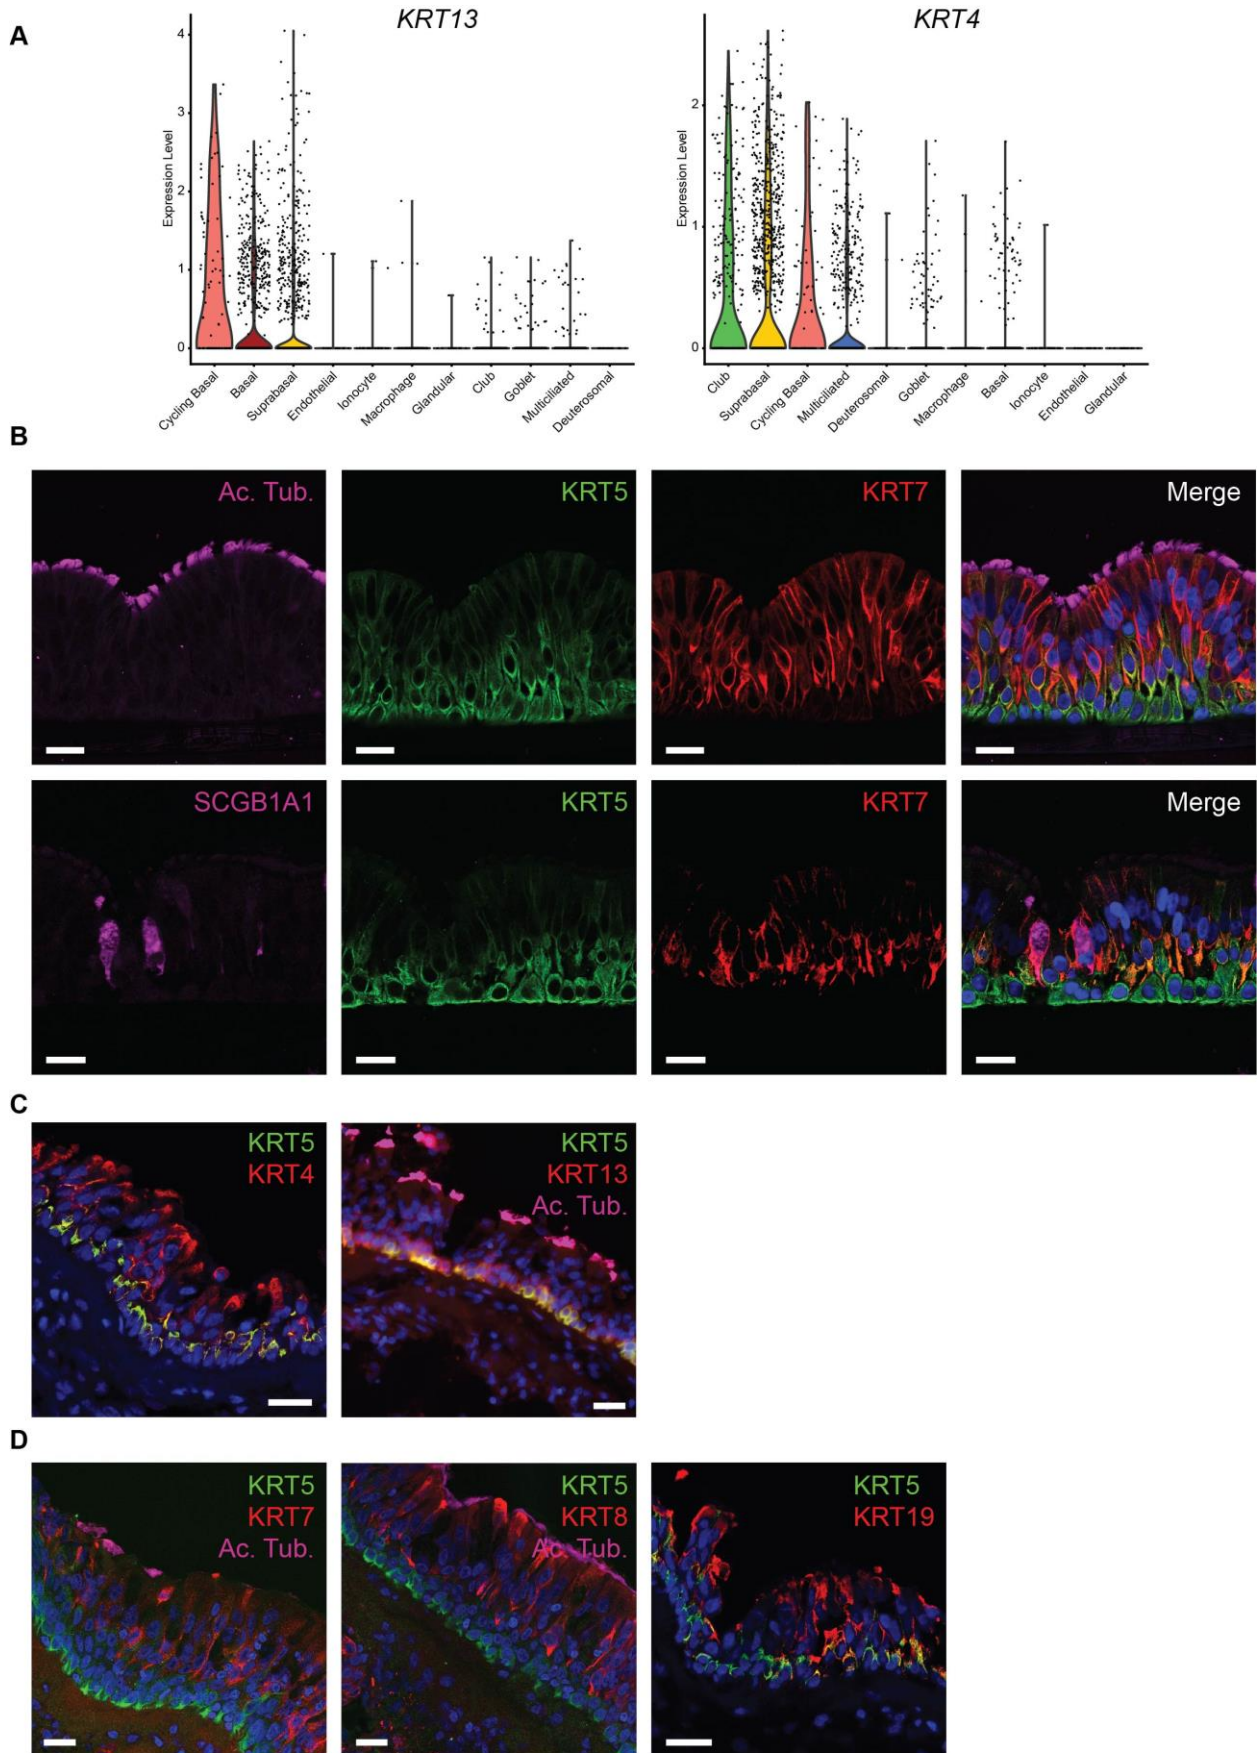 A
KRT13
KRT4
Expression Level
4
3
2
1
0
Cycling Basal
Basal
Suprabasal
Endothelial
Ionocyte
Macrophage
Glandular
Club
Goblet
Multiciliated
Deuterosomal
Expression Level
2
1
0
Club
Suprabasal
Cycling Basal
Multiciliated
Deuterosomal
Goblet
Macrophage
Basal
Ionocyte
Endothelial
Glandular
B
Ac. Tub.
KRT5
KRT7
Merge
SCGB1A1
KRT5
KRT7
Merge
C
KRT5
KRT4
KRT5
KRT13
Ac. Tub.
D
KRT5
KRT7
Ac. Tub.
KRT5
KRT8
Ac. Tub.
KRT5
KRT19